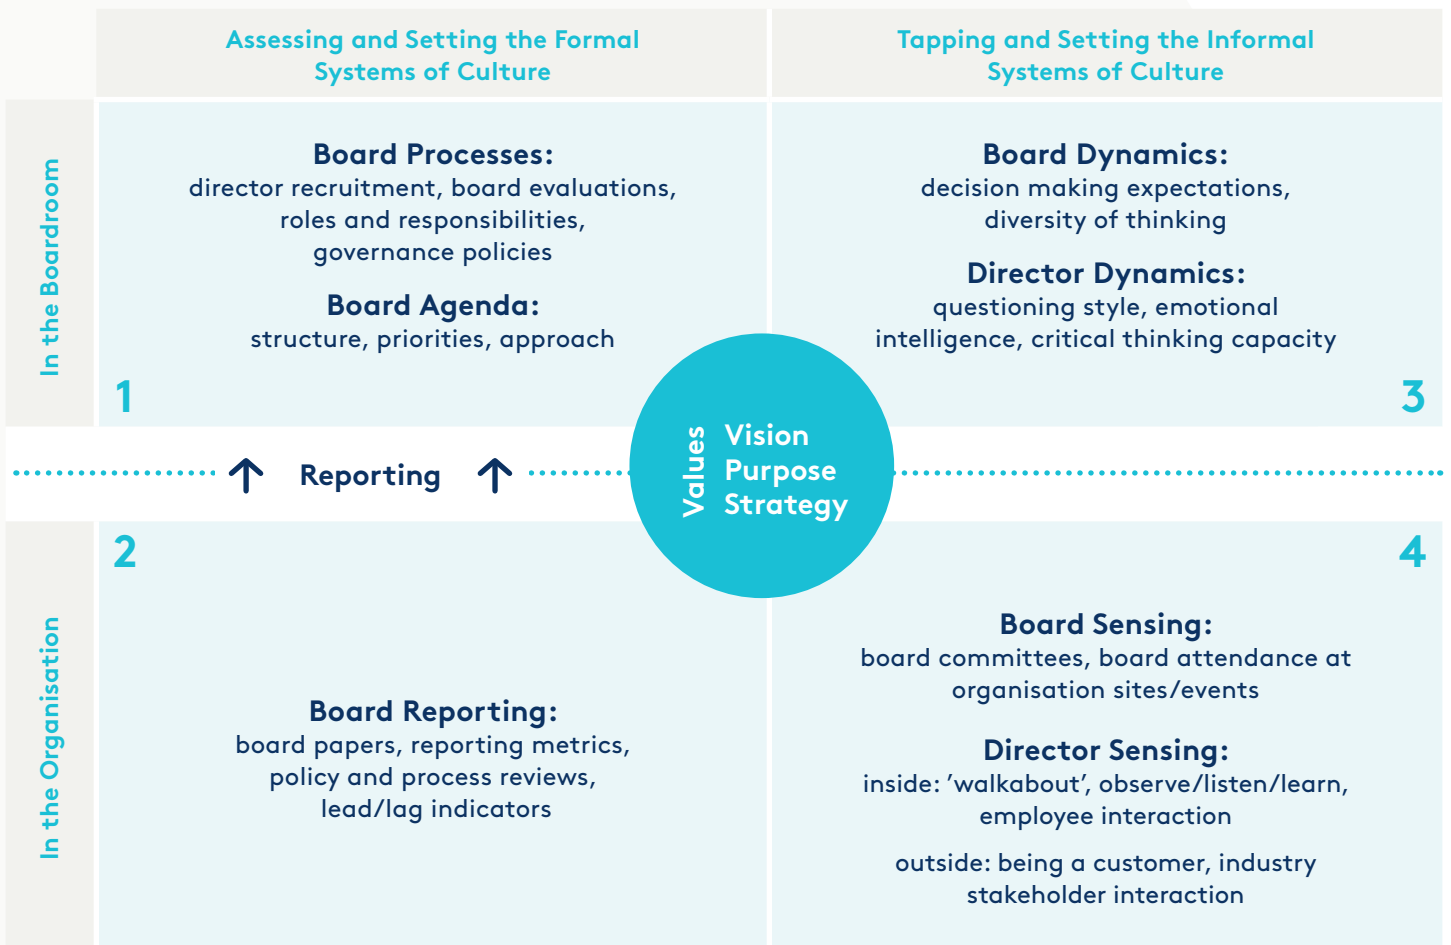 Assessing and Setting the Formal
Systems of Culture
Tapping and Setting the Informal
Systems of Culture
In the Boardroom
Board Processes:
director recruitment, board evaluations,
roles and responsibilities,
governance policies
Board Agenda:
structure, priorities, approach
1
Board Dynamics:
decision making expectations,
diversity of thinking
Director Dynamics:
questioning style, emotional
intelligence, critical thinking capacity
3
↑ Reporting ↑
Values
Vision
Purpose
Strategy
In the Organisation
2
Board Reporting:
board papers, reporting metrics,
policy and process reviews,
lead/lag indicators
4
Board Sensing:
board committees, board attendance at
organisation sites/events
Director Sensing:
inside: ’walkabout’, observe/listen/learn,
employee interaction
outside: being a customer, industry
stakeholder interaction